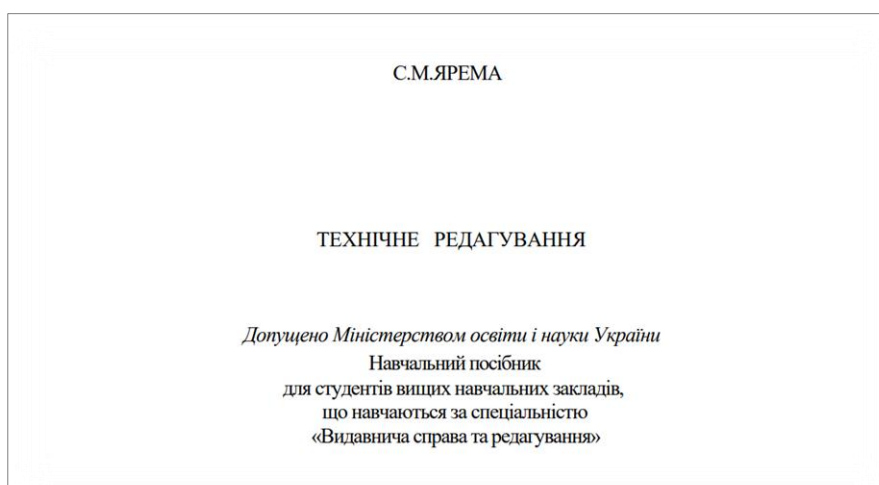 С.М.ЯРЕМА
ТЕХНІЧНЕ РЕДАГУВАННЯ
Допущено Міністерством освіти і науки України
Навчальний посібник
для студентів вищих навчальних закладів,
що навчаються за спеціальністю
«Видавнича справа та редагування»